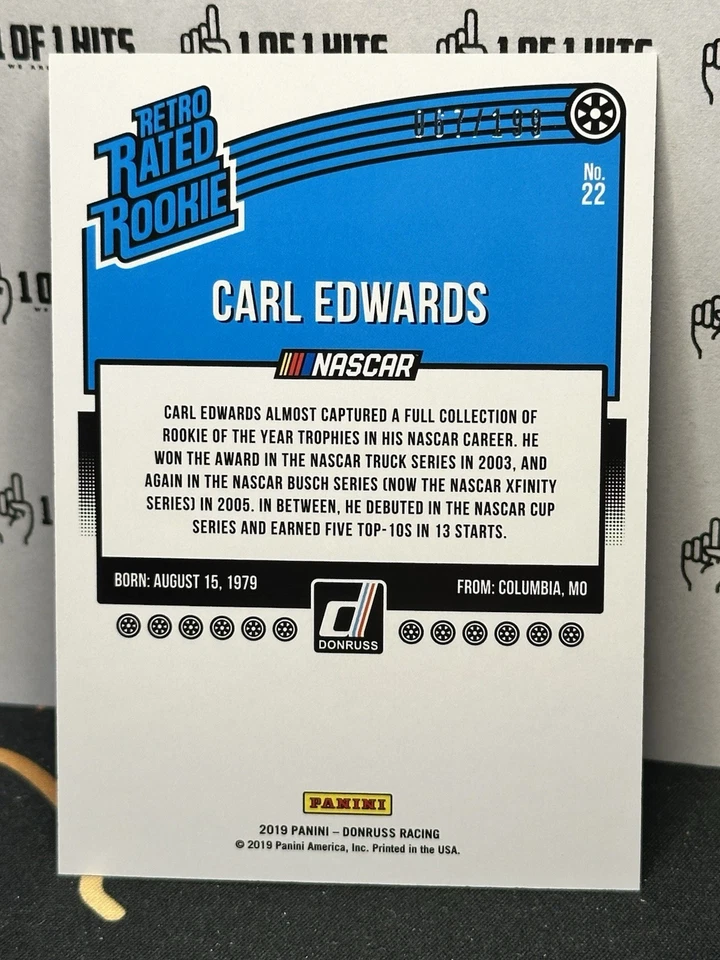 1 OF 1 HITS
1 OF 1 HITS
1 OF 1 HITS
RETRO
RATED
ROOKIE
067/199
No.
22
CARL EDWARDS
NASCAR
CARL EDWARDS ALMOST CAPTURED A FULL COLLECTION OF
ROOKIE OF THE YEAR TROPHIES IN HIS NASCAR CAREER. HE
WON THE AWARD IN THE NASCAR TRUCK SERIES IN 2003, AND
AGAIN IN THE NASCAR BUSCH SERIES (NOW THE NASCAR XFINITY
SERIES) IN 2005. IN BETWEEN, HE DEBUTED IN THE NASCAR CUP
SERIES AND EARNED FIVE TOP-10S IN 13 STARTS.
BORN: AUGUST 15, 1979
FROM: COLUMBIA, MO
d
DONRUSS
PANINI
2019 PANINI – DONRUSS RACING
© 2019 Panini America, Inc. Printed in the USA.